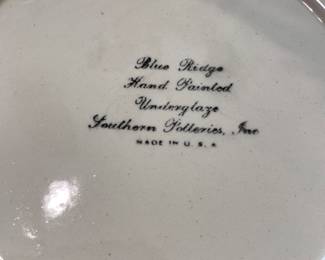 Blue Ridge
Hand Painted
Underglaze
Southern Potteries, Inc
MADE IN U.S.A